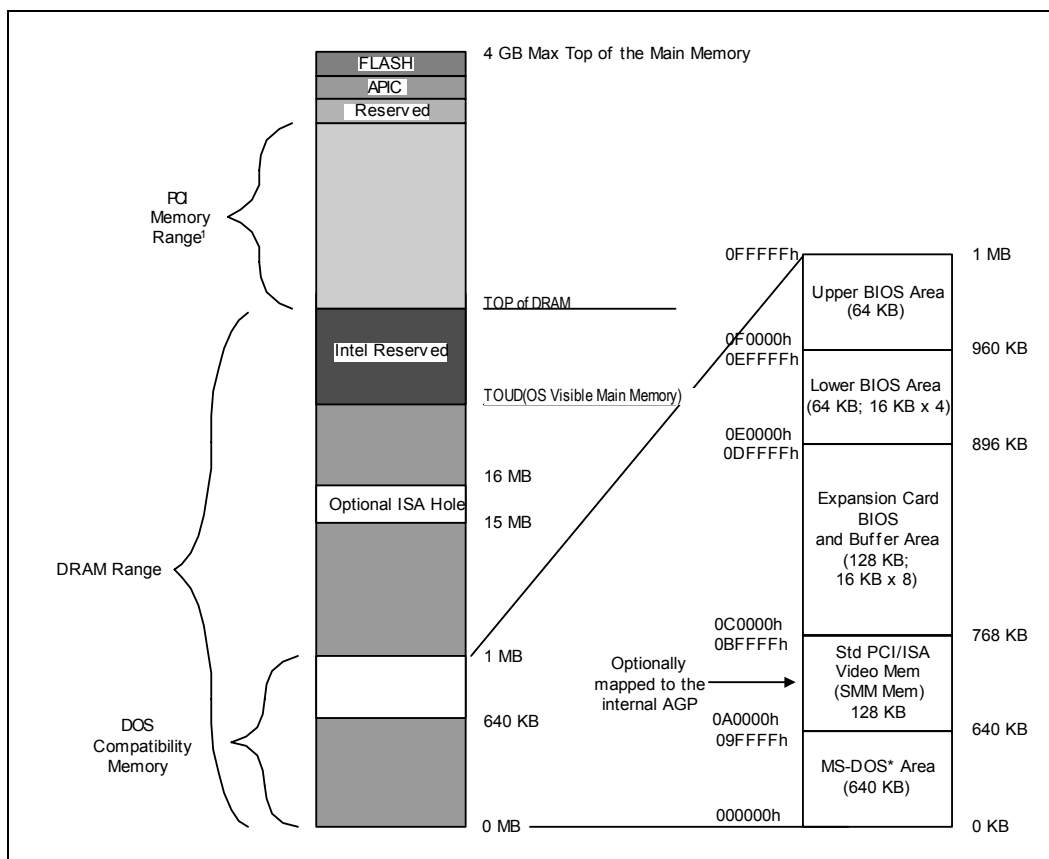 4 GB Max Top of the Main Memory
FLASH
APIC
Reserved
PCI
Memory
Range¹
TOP of DRAM
Intel Reserved
TOUD(OS Visible Main Memory)
16 MB
Optional ISA Hole
15 MB
DRAM Range
1 MB
640 KB
DOS
Compatibility
Memory
0 MB
0FFFFFh
1 MB
Upper BIOS Area
(64 KB)
0F0000h
960 KB
0EFFFFh
Lower BIOS Area
(64 KB; 16 KB x 4)
0E0000h
896 KB
0DFFFFh
Expansion Card
BIOS
and Buffer Area
(128 KB;
16 KB x 8)
0C0000h
768 KB
0BFFFFh
Std PCI/ISA
Video Mem
(SMM Mem)
128 KB
Optionally
mapped to the
internal AGP
0A0000h
640 KB
09FFFFh
MS-DOS* Area
(640 KB)
000000h
0 KB